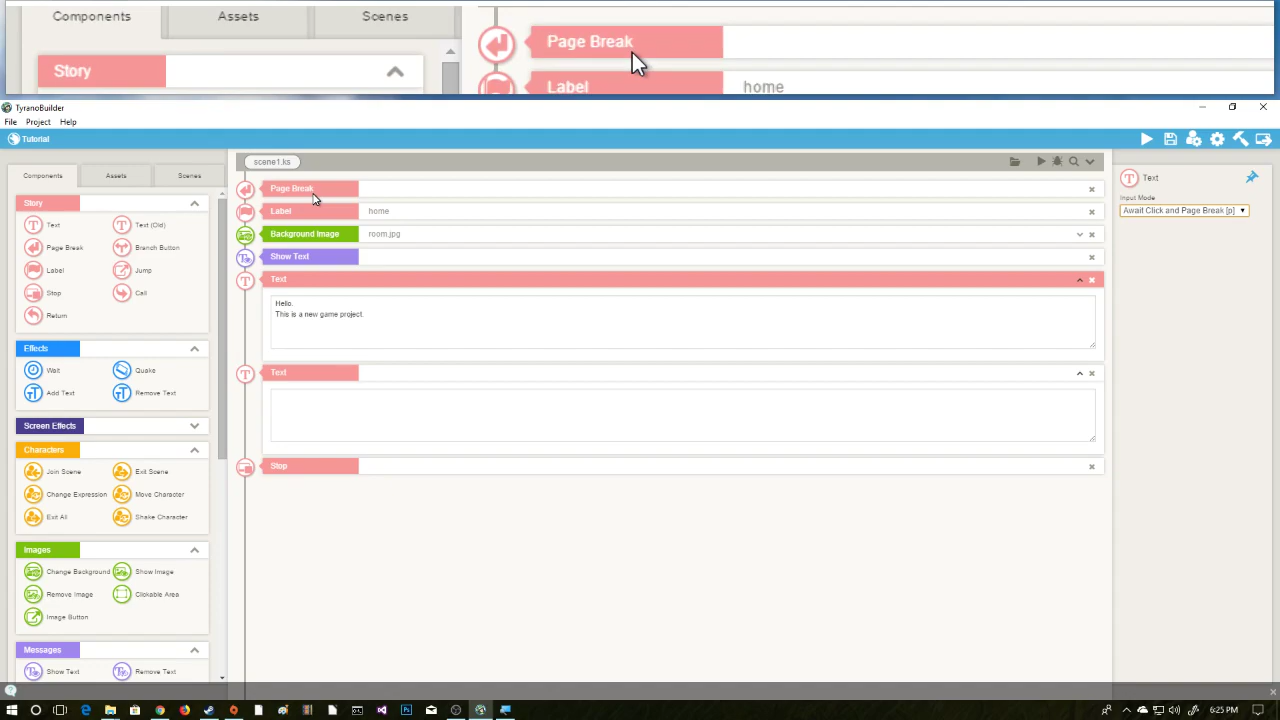 Components Assets Scenes
Page Break
Story
Label home
TyranoBuilder
File Project Help
Tutorial
Components Assets Scenes
Story
Text Text (Old)
Page Break Branch Button
Label Jump
Stop Call
Return
Effects
Wait Quake
Add Text Remove Text
Screen Effects
Characters
Join Scene Exit Scene
Change Expression Move Character
Exit All Shake Character
Images
Change Background Show Image
Remove Image Clickable Area
Image Button
Messages
Show Text Remove Text
scene1.ks
Page Break
Label home
Background Image room.jpg
Show Text
Text
Hello.
This is a new game project.
Text
Stop
Text
Input Mode
Await Click and Page Break [p]
6:25 PM